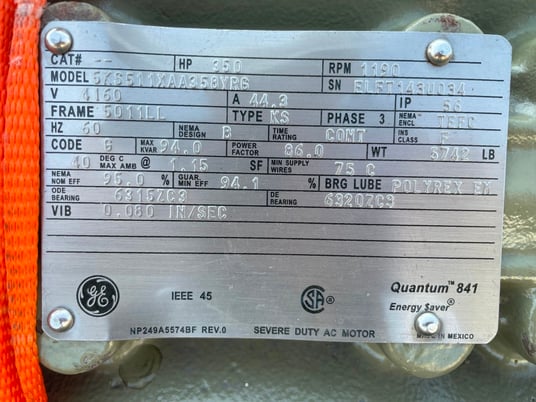 CAT# -- HP 350 RPM 1190
MODEL 5KS511XAA358YPG SN
V 4160 A 44.3 IP 56
FRAME 5011LL TYPE KS PHASE 3 NEMA ENCL TEFC
HZ 60 NEMA DESIGN B TIME RATING CONT INS CLASS F
CODE G MAX KVAR 94.0 POWER FACTOR 86.0 WT 5742 LB
40 DEG C MAX AMB @ 1.15 SF MIN SUPPLY WIRES 75 C
NEMA NOM EFF 95.0 % GUAR. MIN EFF 94.1 % BRG LUBE POLYREX EM
ODE BEARING 6315ZC3 DE BEARING 6320ZC3
VIB 0.080 IN/SEC
GE IEEE 45 SA Quantum™ 841
Energy $aver®
NP249A5574BF REV.0 SEVERE DUTY AC MOTOR MADE IN MEXICO